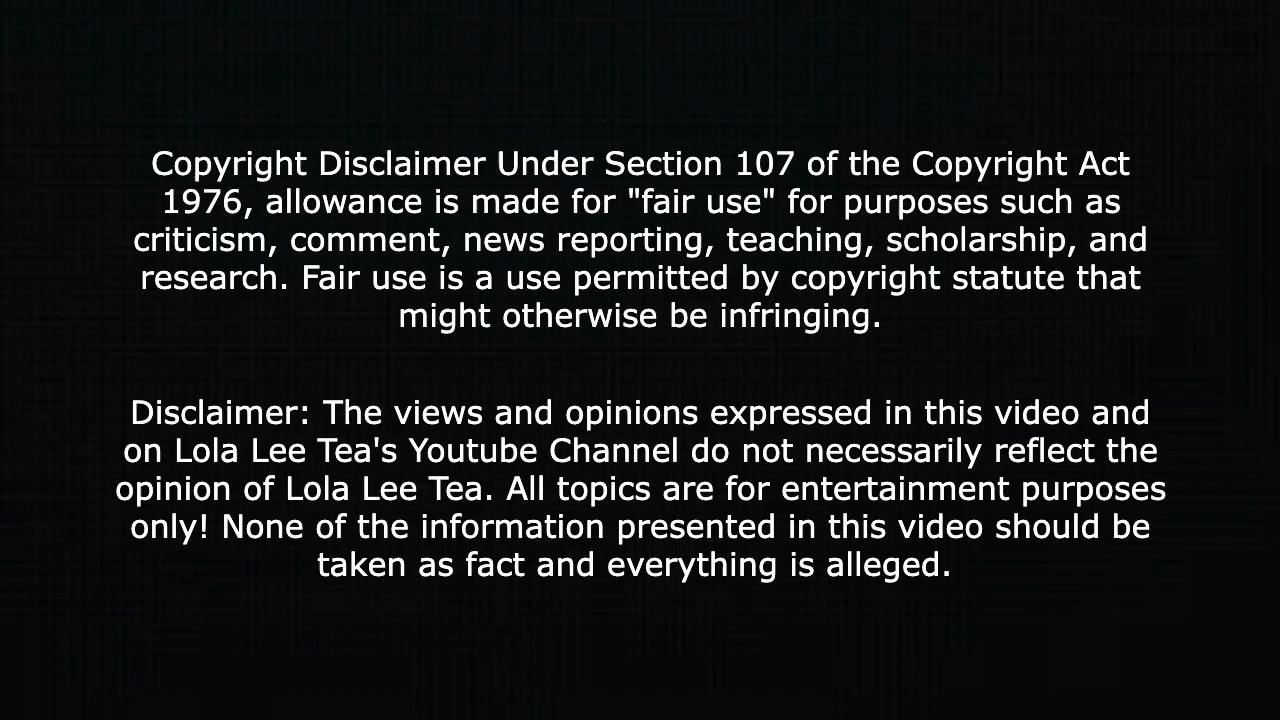 Copyright Disclaimer Under Section 107 of the Copyright Act
1976, allowance is made for "fair use" for purposes such as
criticism, comment, news reporting, teaching, scholarship, and
research. Fair use is a use permitted by copyright statute that
might otherwise be infringing.
Disclaimer: The views and opinions expressed in this video and
on Lola Lee Tea's Youtube Channel do not necessarily reflect the
opinion of Lola Lee Tea. All topics are for entertainment purposes
only! None of the information presented in this video should be
taken as fact and everything is alleged.